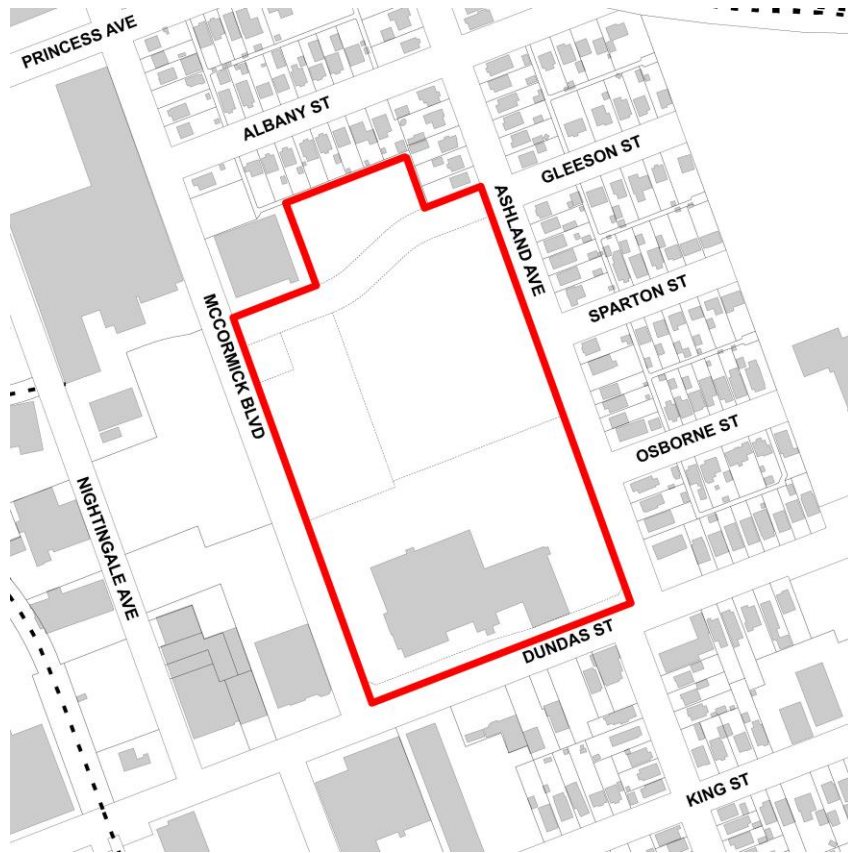 PRINCESS AVE
ALBANY ST
GLEESON ST
ASHLAND AVE
SPARTON ST
MCCORMICK BLVD
OSBORNE ST
NIGHTINGALE AVE
DUNDAS ST
KING ST